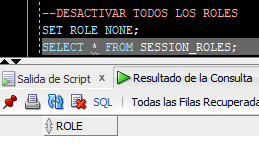 --DESACTIVAR TODOS LOS ROLES
SET ROLE NONE;
SELECT * FROM SESSION_ROLES;
Salida de Script × Resultado de la Consulta
SQL | Todas las Filas Recuperada
ROLE